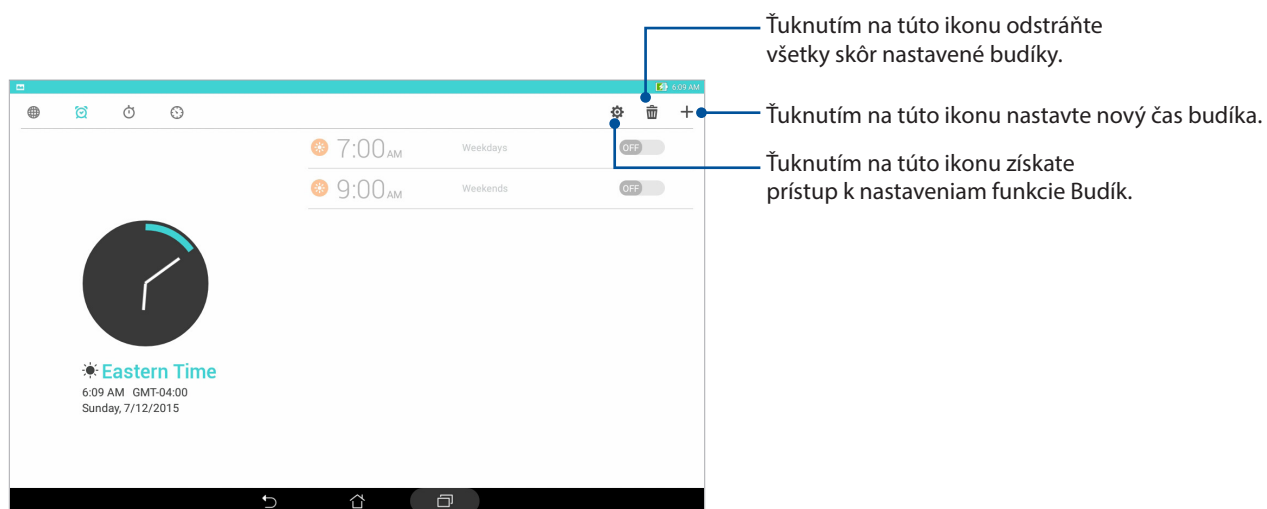 Ťuknutím na túto ikonu odstráňte
všetky skôr nastavené budíky.
6:09 AM
Ťuknutím na túto ikonu nastavte nový čas budíka.
7:00 AM Weekdays OFF
Ťuknutím na túto ikonu získate
prístup k nastaveniam funkcie Budík.
9:00 AM Weekends OFF
Eastern Time
6:09 AM GMT-04:00
Sunday, 7/12/2015